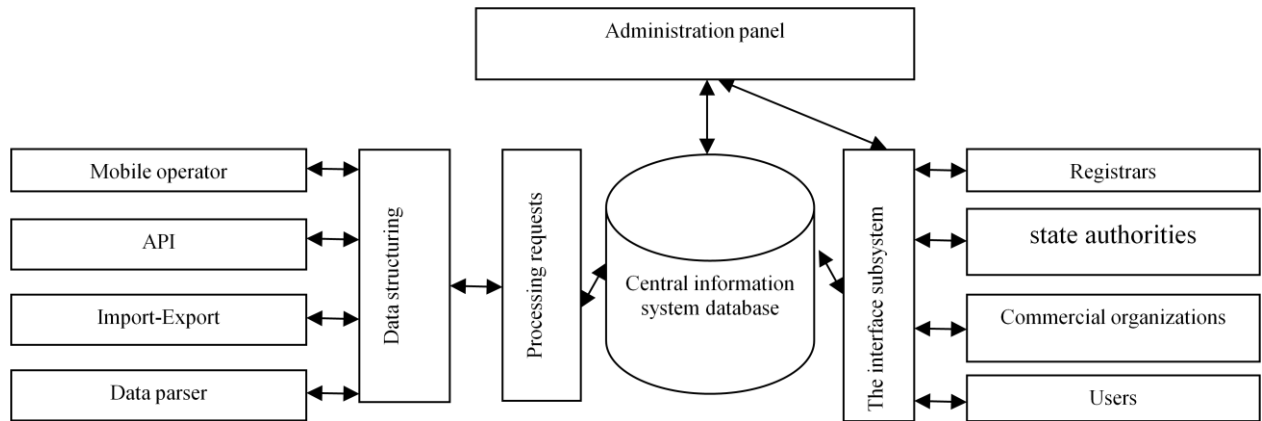 Administration panel
Mobile operator
API
Import-Export
Data parser
Data structuring
Processing requests
Central information
system database
The interface subsystem
Registrars
state authorities
Commercial organizations
Users